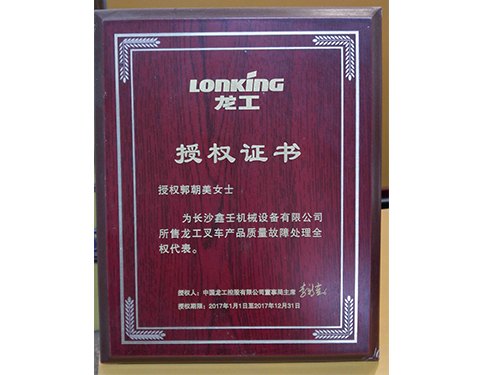 LONKING
龙工
授权证书
授权郭朝美女士
为长沙鑫壬机械设备有限公司
所售龙工叉车产品质量故障处理全
权代表。
授权人：中国龙工控股有限公司董事局主席
授权期限：2017年1月1日至2017年12月31日